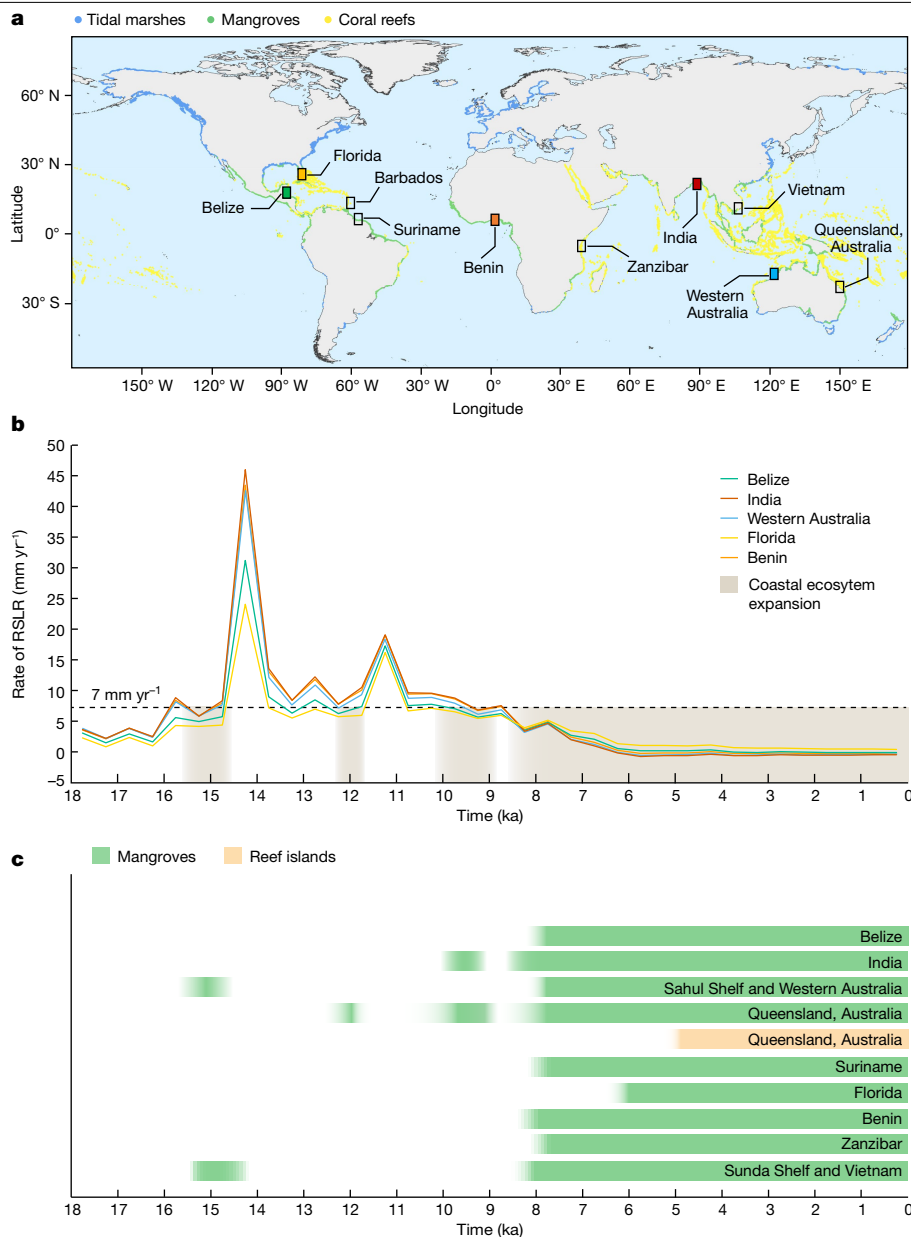 a
Tidal marshes Mangroves Coral reefs
60° N
30° N
0°
30° S
Latitude
Florida
Barbados
Belize
Suriname
Benin
Zanzibar
India
Vietnam
Queensland,
Australia
Western
Australia
150° W 120° W 90° W 60° W 30° W 0° 30° E 60° E 90° E 120° E 150° E
Longitude
b
50
45
40
35
30
25
20
15
10
5
0
–5
Rate of RSLR (mm yr⁻¹)
7 mm yr⁻¹
Belize
India
Western Australia
Florida
Benin
Coastal ecosytem
expansion
18 17 16 15 14 13 12 11 10 9 8 7 6 5 4 3 2 1 0
Time (ka)
c
Mangroves Reef islands
Belize
India
Sahul Shelf and Western Australia
Queensland, Australia
Queensland, Australia
Suriname
Florida
Benin
Zanzibar
Sunda Shelf and Vietnam
18 17 16 15 14 13 12 11 10 9 8 7 6 5 4 3 2 1 0
Time (ka)